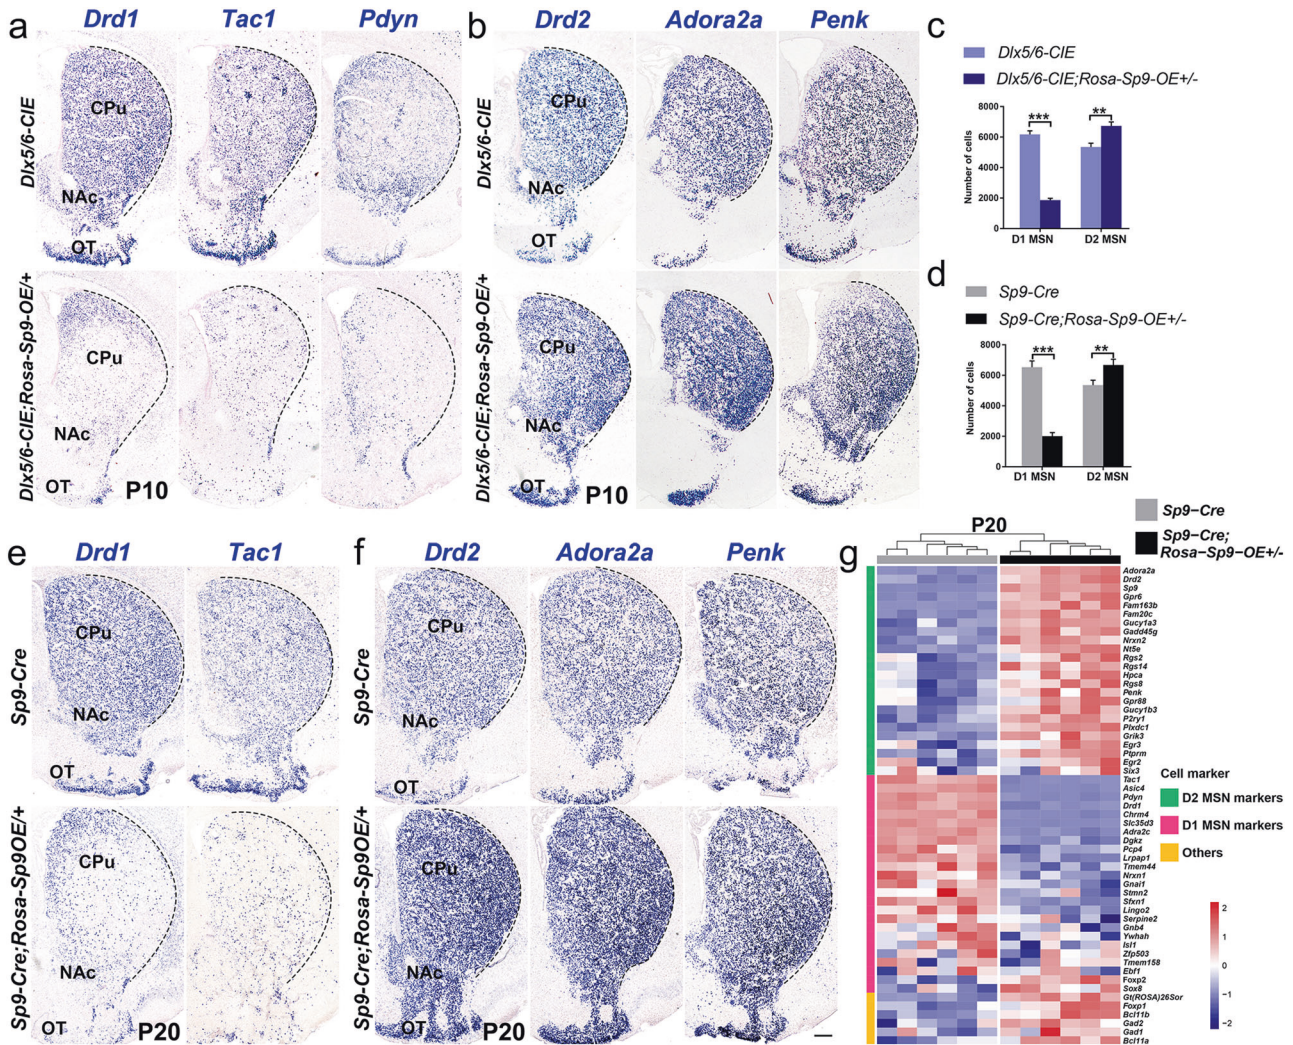 a
Drd1
Tac1
Pdyn
Dlx5/6-CIE
CPu
NAc
OT
Dlx5/6-CIE;Rosa-Sp9-OE/+
CPu
NAc
OT
P10
b
Drd2
Adora2a
Penk
Dlx5/6-CIE
CPu
NAc
OT
Dlx5/6-CIE;Rosa-Sp9-OE/+
CPu
NAc
OT
P10
c
Dlx5/6-CIE
Dlx5/6-CIE;Rosa-Sp9-OE+/-
8000
6000
4000
2000
0
Number of cells
***
**
D1 MSN
D2 MSN
d
Sp9-Cre
Sp9-Cre;Rosa-Sp9-OE+/-
8000
6000
4000
2000
0
Number of cells
***
**
D1 MSN
D2 MSN
e
Drd1
Tac1
Sp9-Cre
CPu
NAc
OT
Sp9-Cre;Rosa-Sp9OE/+
CPu
NAc
OT
P20
f
Drd2
Adora2a
Penk
Sp9-Cre
CPu
NAc
OT
Sp9-Cre;Rosa-Sp9OE/+
CPu
NAc
OT
P20
g
P20
Sp9-Cre
Sp9-Cre;
Rosa-Sp9-OE+/-
Adora2a
Drd2
Sp9
Gpr6
Fam163b
Fam20c
Gucy1a3
Gadd45g
Nrxn2
Nt5e
Rgs2
Rgs14
Hpca
Rgs8
Penk
Gpr88
Gucy1b3
P2ry1
Plxdc1
Grik3
Egr3
Ptprm
Egr2
Six3
Tac1
Asic4
Pdyn
Drd1
Chrm4
Slc35d3
Adra2c
Dgkz
Pcp4
Lrpap1
Tmem44
Nrxn1
Gnai1
Stmn2
Sfxn1
Lingo2
Serpine2
Gnb4
Ywhah
Isl1
Zfp503
Tmem158
Ebf1
Foxp2
Sox8
Gt(ROSA)26Sor
Foxp1
Bcl11b
Gad2
Gad1
Bcl11a
Cell marker
D2 MSN markers
D1 MSN markers
Others
2
1
0
−1
−2